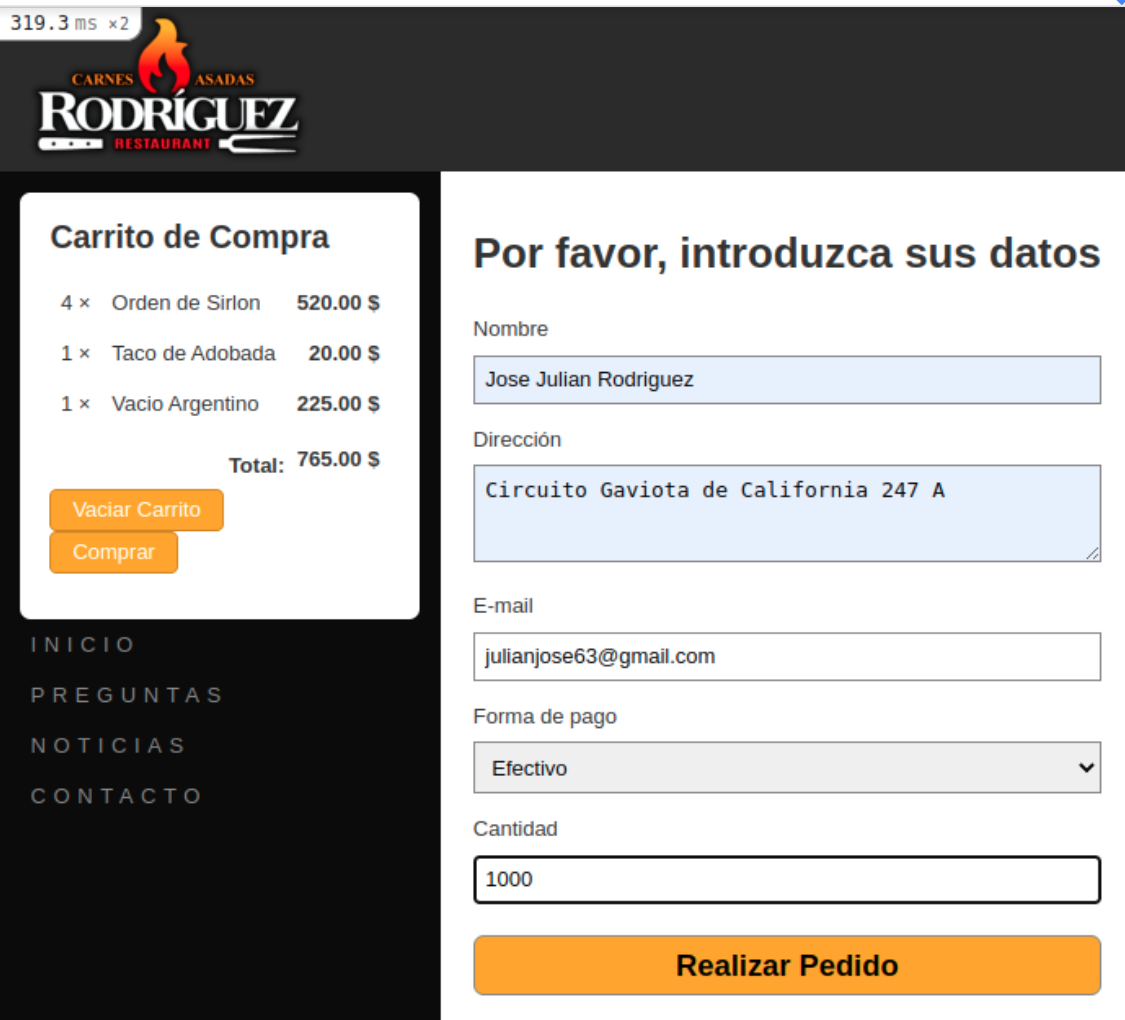 319.3 ms ×2
CARNES ASADAS
RODRÍGUEZ
RESTAURANT
Carrito de Compra
4 × Orden de Sirlon 520.00 $
1 × Taco de Adobada 20.00 $
1 × Vacio Argentino 225.00 $
Total: 765.00 $
Vaciar Carrito
Comprar
INICIO
PREGUNTAS
NOTICIAS
CONTACTO
Por favor, introduzca sus datos
Nombre
Jose Julian Rodriguez
Dirección
Circuito Gaviota de California 247 A
E-mail
julianjose63@gmail.com
Forma de pago
Efectivo
Cantidad
1000
Realizar Pedido